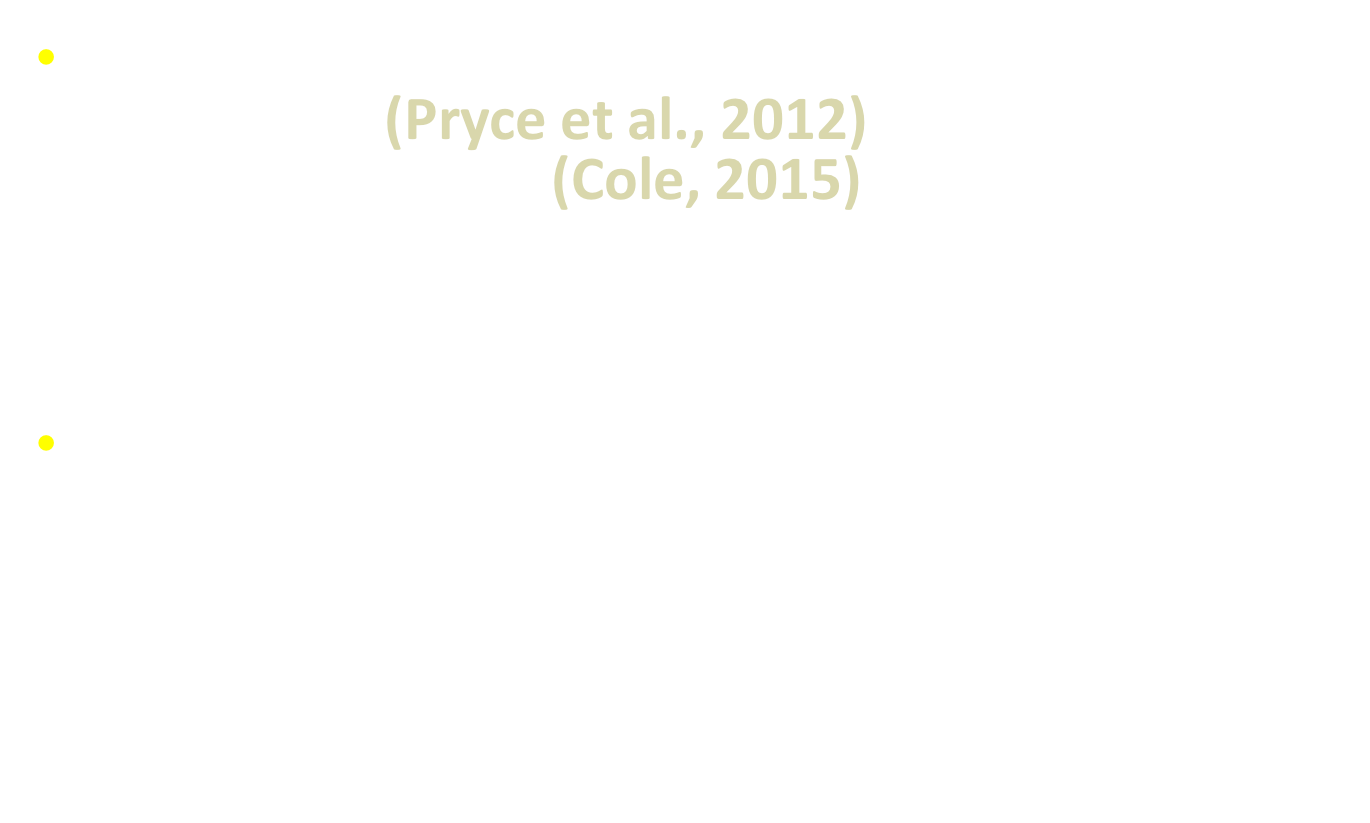 •
(Pryce et al., 2012)
(Cole, 2015)
•